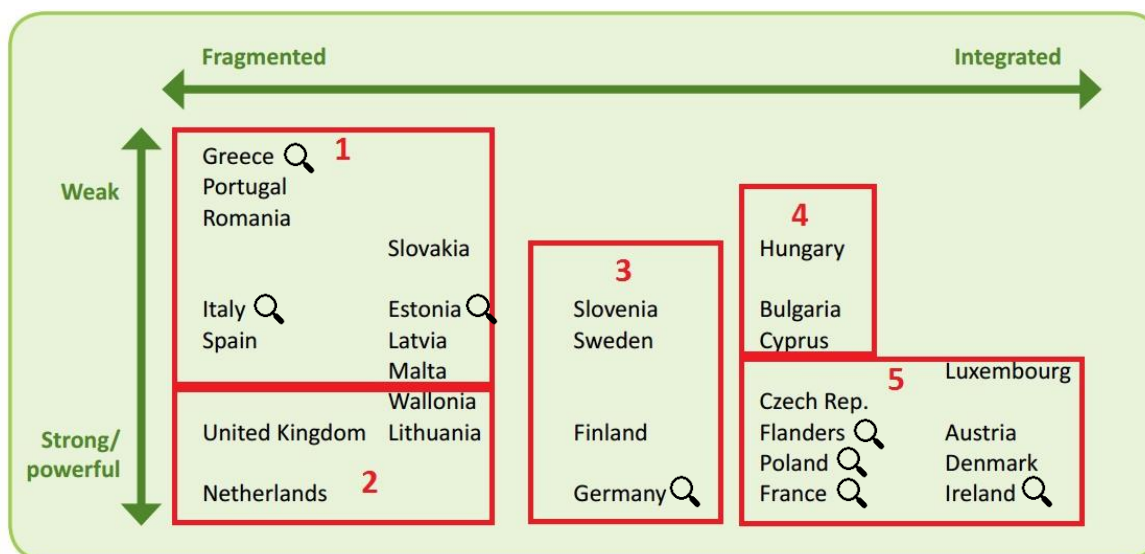 Fragmented Integrated
1
Greece
Weak Portugal
4
Romania
Slovakia Hungary
3
Italy Estonia Slovenia Bulgaria
Spain Latvia Sweden Cyprus
Malta 5 Luxembourg
Wallonia Czech Rep.
Strong/ United Kingdom Lithuania Finland Flanders Austria
powerful Poland Denmark
Netherlands 2 Germany France Ireland